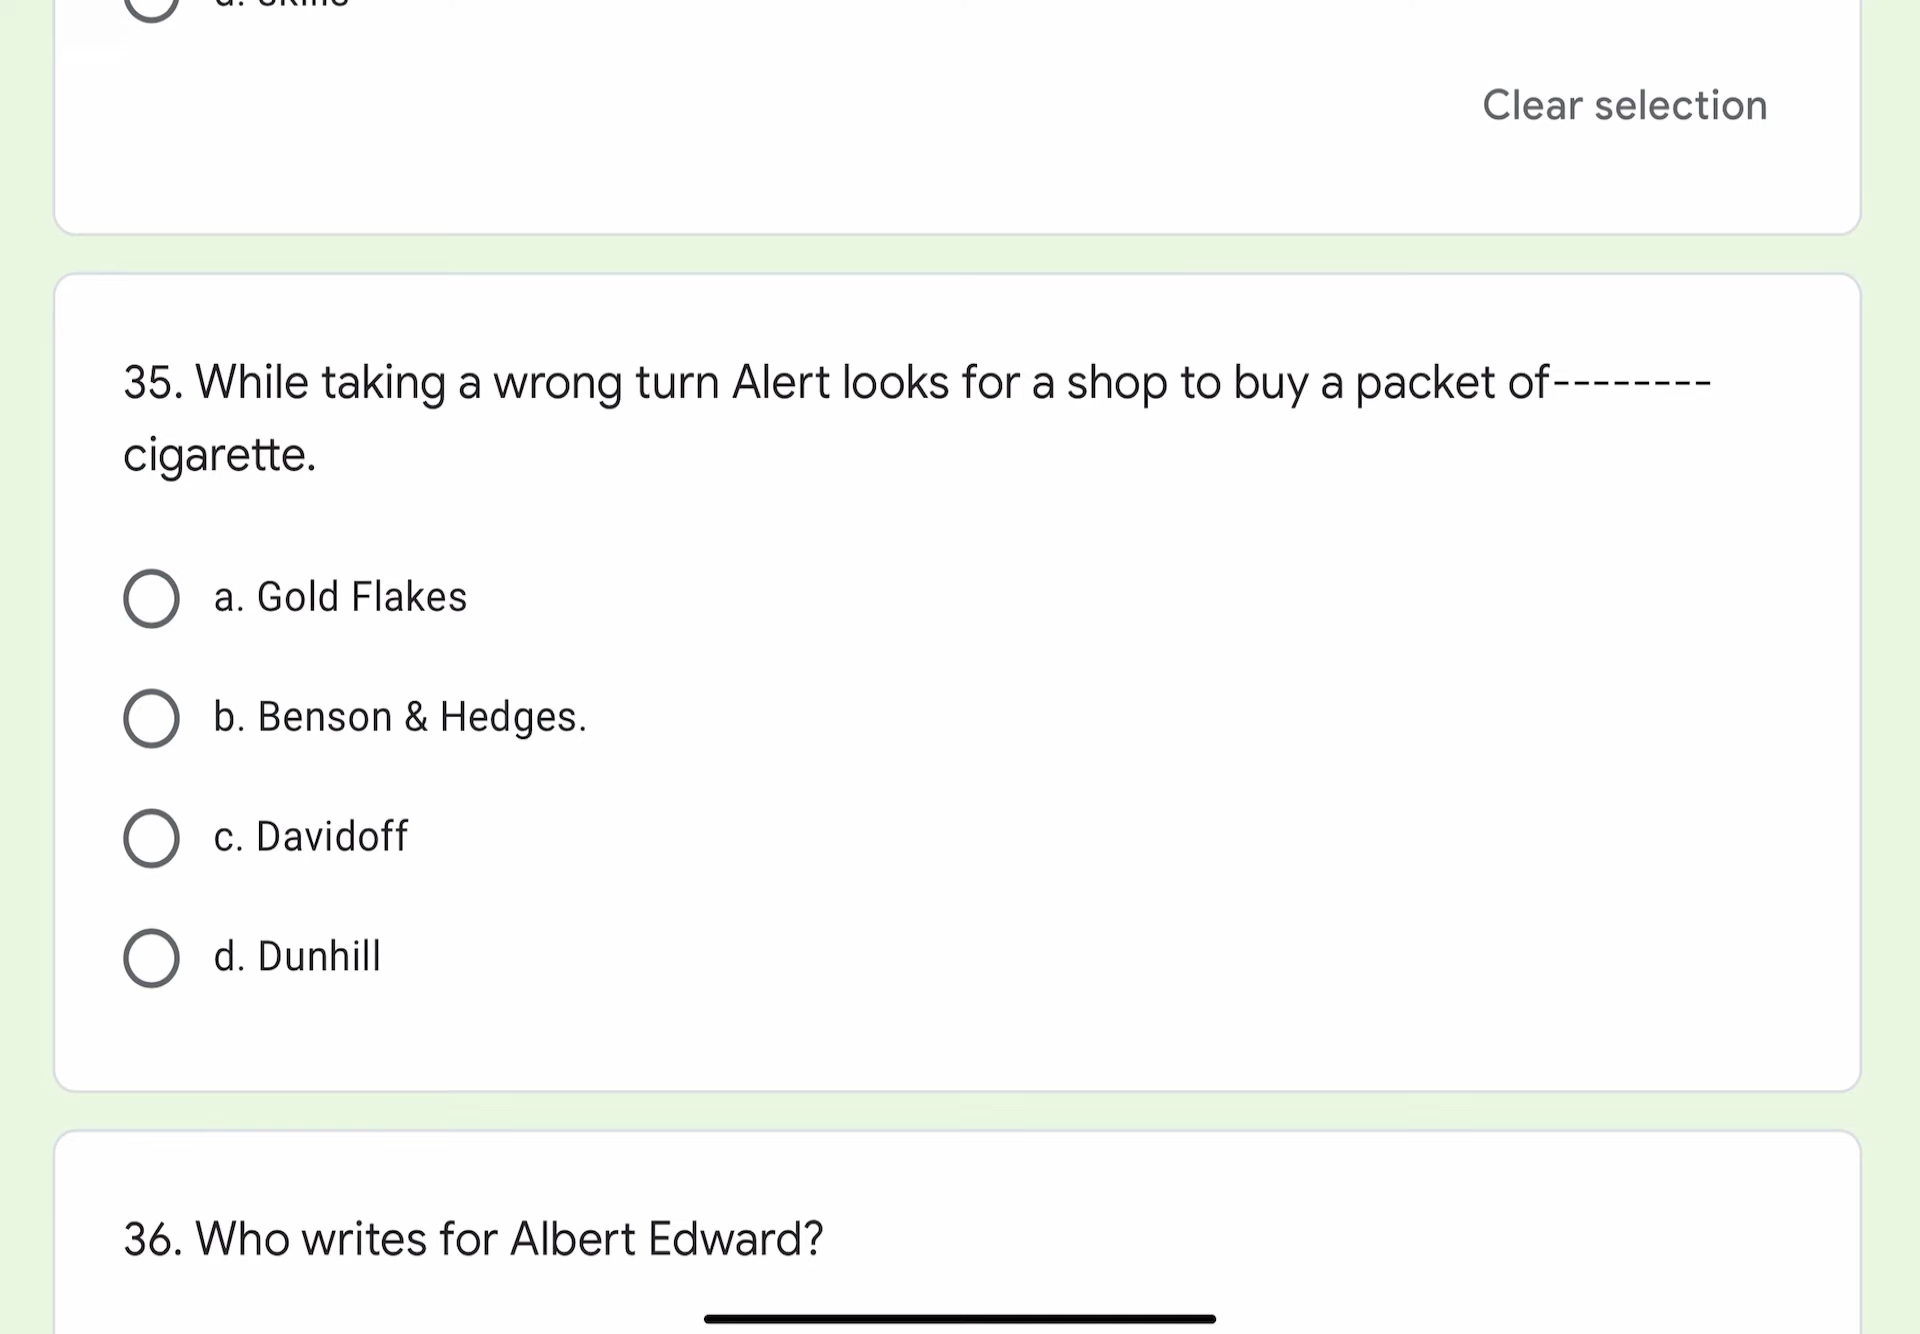 Clear selection
35. While taking a wrong turn Alert looks for a shop to buy a packet of--------
cigarette.
a. Gold Flakes
b. Benson & Hedges.
c. Davidoff
d. Dunhill
36. Who writes for Albert Edward?